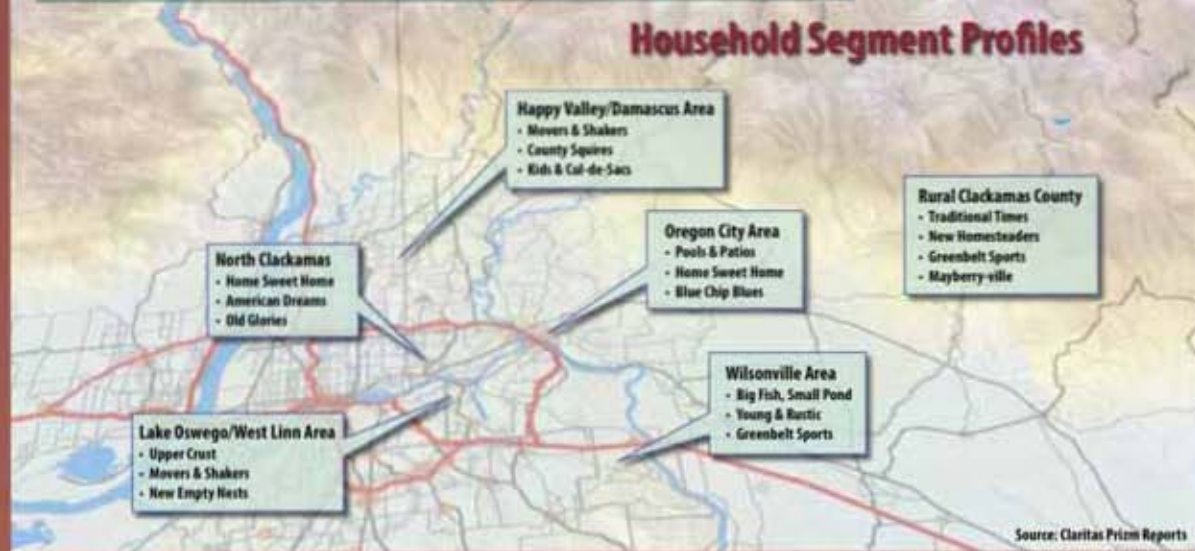 Household Segment Profiles
Happy Valley/Damascus Area
• Movers & Shakers
• County Squires
• Kids & Cul-de-Sacs
Rural Clackamas County
• Traditional Times
• New Homesteaders
• Greenbelt Sports
• Mayberry-ville
Oregon City Area
• Pools & Patios
• Home Sweet Home
• Blue Chip Blues
North Clackamas
• Home Sweet Home
• American Dreams
• Old Glories
Wilsonville Area
• Big Fish, Small Pond
• Young & Rustic
• Greenbelt Sports
Lake Oswego/West Linn Area
• Upper Crust
• Movers & Shakers
• New Empty Nests
Source: Claritas Prizm Reports